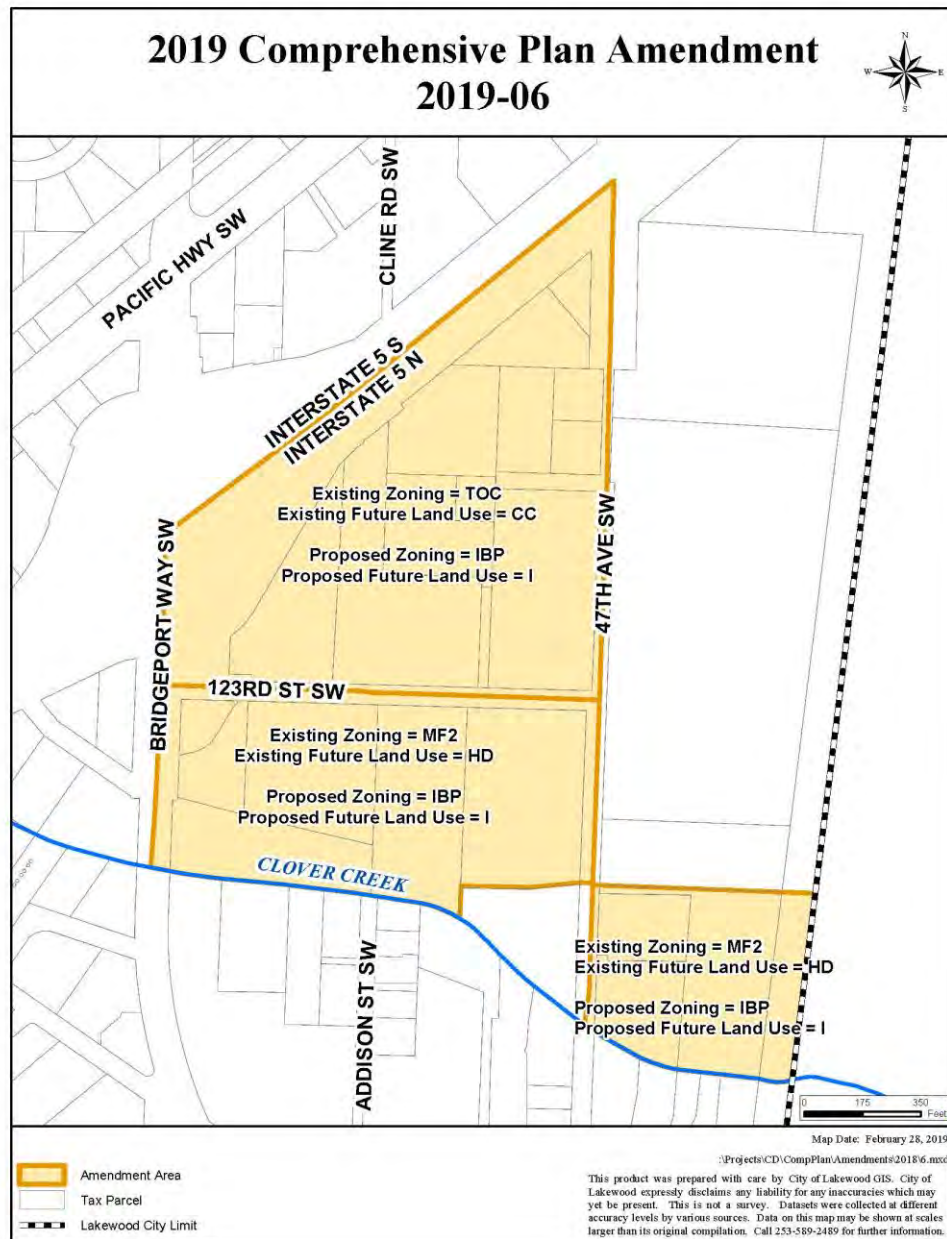 2019 Comprehensive Plan Amendment
2019-06
N
W
E
S
PACIFIC HWY SW
CLINE RD SW
INTERSTATE 5 S
INTERSTATE 5 N
Existing Zoning = TOC
Existing Future Land Use = CC
Proposed Zoning = IBP
Proposed Future Land Use = I
BRIDGEPORT WAY SW
47TH AVE SW
123RD ST SW
Existing Zoning = MF2
Existing Future Land Use = HD
Proposed Zoning = IBP
Proposed Future Land Use = I
CLOVER CREEK
ADDISON ST SW
Existing Zoning = MF2
Existing Future Land Use = HD
Proposed Zoning = IBP
Proposed Future Land Use = I
0 175 350
Feet
Map Date: February 28, 2019
:\Projects\CD\CompPlan\Amendments\2018\6.mxd
Amendment Area
Tax Parcel
Lakewood City Limit
This product was prepared with care by City of Lakewood GIS. City of
Lakewood expressly disclaims any liability for any inaccuracies which may
yet be present. This is not a survey. Datasets were collected at different
accuracy levels by various sources. Data on this map may be shown at scales
larger than its original compilation. Call 253-589-2489 for further information.